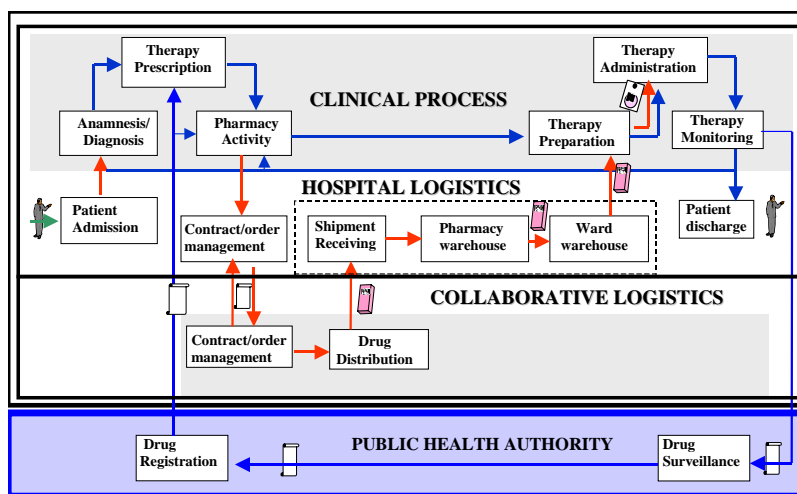 Therapy
Prescription
Therapy
Administration
CLINICAL PROCESS
Anamnesis/
Diagnosis
Pharmacy
Activity
Therapy
Preparation
Therapy
Monitoring
HOSPITAL LOGISTICS
Patient
Admission
Contract/order
management
Shipment
Receiving
Pharmacy
warehouse
Ward
warehouse
Patient
discharge
COLLABORATIVE LOGISTICS
Contract/order
management
Drug
Distribution
Drug
Registration
PUBLIC HEALTH AUTHORITY
Drug
Surveillance